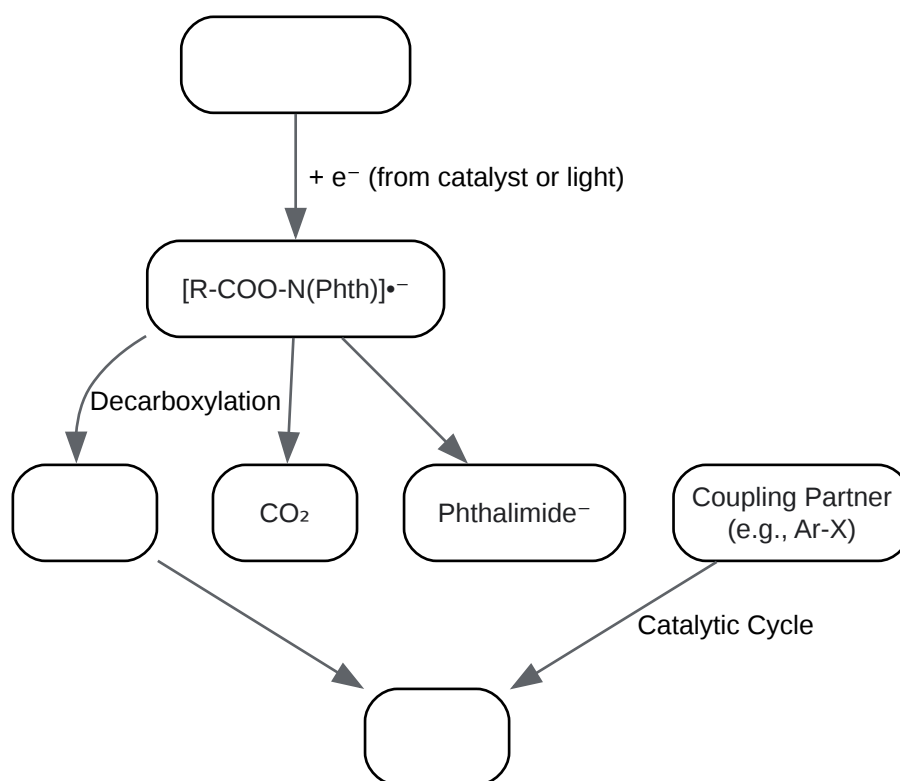 + e⁻ (from catalyst or light)
[R-COO-N(Phth)]•⁻
Decarboxylation
CO₂
Phthalimide⁻
Coupling Partner
(e.g., Ar-X)
Catalytic Cycle